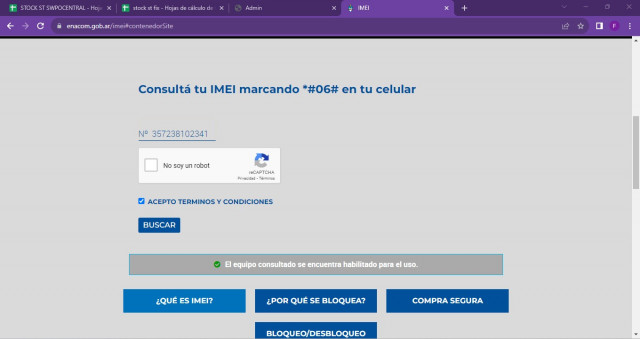 STOCK ST SWPOCENTRAL - Hoja
stock st fix - Hojas de cálculo de
Admin
IMEI
enacom.gob.ar/imei#contenedorSite
Consultá tu IMEI marcando *#06# en tu celular
Nº 357238102341
No soy un robot
reCAPTCHA
Privacidad - Términos
ACEPTO TERMINOS Y CONDICIONES
BUSCAR
El equipo consultado se encuentra habilitado para el uso.
¿QUÉ ES IMEI?
¿POR QUÉ SE BLOQUEA?
COMPRA SEGURA
BLOQUEO/DESBLOQUEO